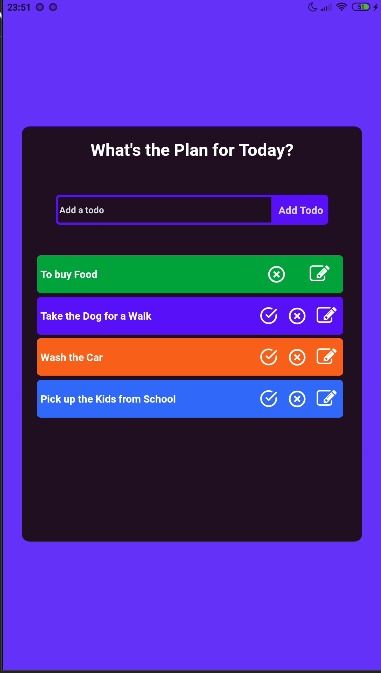 23:51
51
What's the Plan for Today?
Add a todo
Add Todo
To buy Food
Take the Dog for a Walk
Wash the Car
Pick up the Kids from School